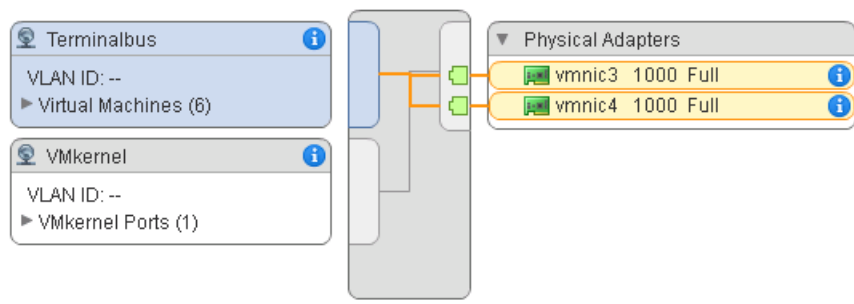 Terminalbus
VLAN ID: --
Virtual Machines (6)
VMkernel
VLAN ID: --
VMkernel Ports (1)
Physical Adapters
vmnic3 1000 Full
vmnic4 1000 Full